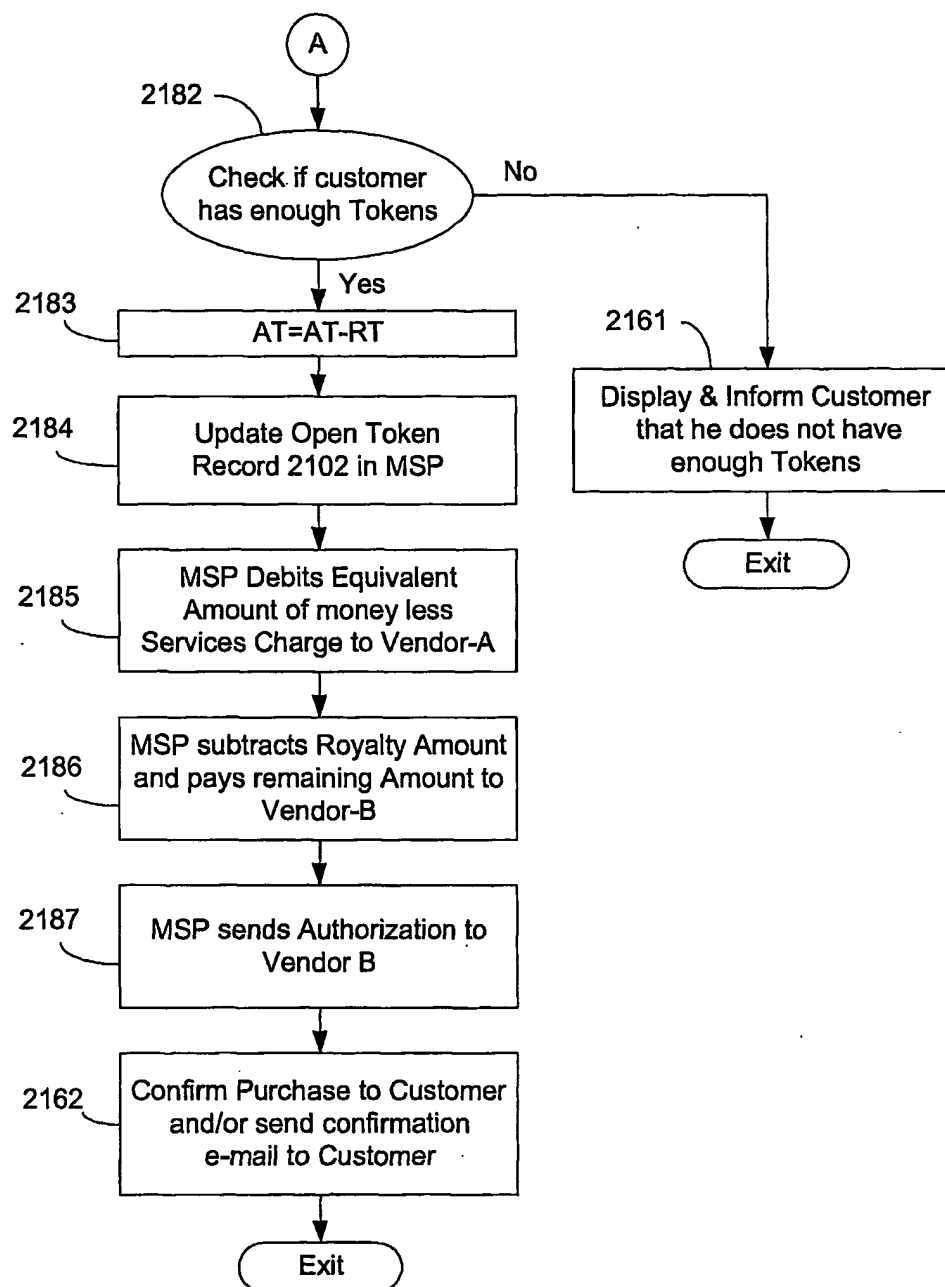 A
2182
Check if customer
has enough Tokens
No
Yes
2183
AT=AT-RT
2161
Display & Inform Customer
that he does not have
enough Tokens
Exit
2184
Update Open Token
Record 2102 in MSP
2185
MSP Debits Equivalent
Amount of money less
Services Charge to Vendor-A
2186
MSP subtracts Royalty Amount
and pays remaining Amount to
Vendor-B
2187
MSP sends Authorization to
Vendor B
2162
Confirm Purchase to Customer
and/or send confirmation
e-mail to Customer
Exit